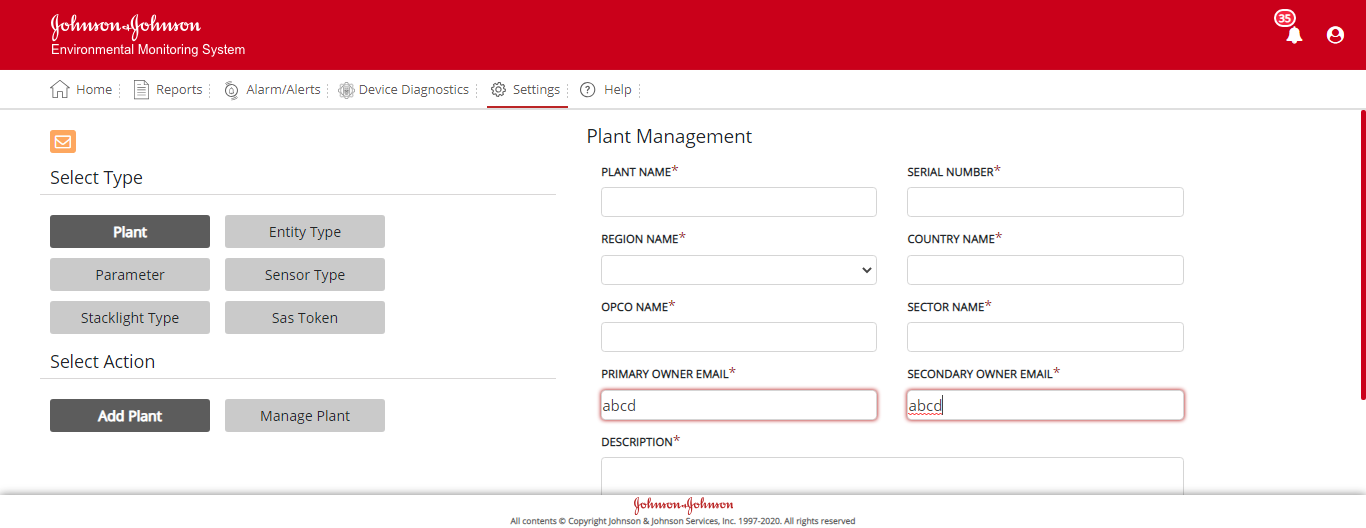 Johnson & Johnson
Environmental Monitoring System
35
Home
Reports
Alarm/Alerts
Device Diagnostics
Settings
? Help
Select Type
Plant
Entity Type
Parameter
Sensor Type
Stacklight Type
Sas Token
Select Action
Add Plant
Manage Plant
Plant Management
PLANT NAME*
SERIAL NUMBER*
REGION NAME*
COUNTRY NAME*
OPCO NAME*
SECTOR NAME*
PRIMARY OWNER EMAIL*
SECONDARY OWNER EMAIL*
abcd
abcd
DESCRIPTION*
Johnson & Johnson
All contents © Copyright Johnson & Johnson Services, Inc. 1997-2020. All rights reserved